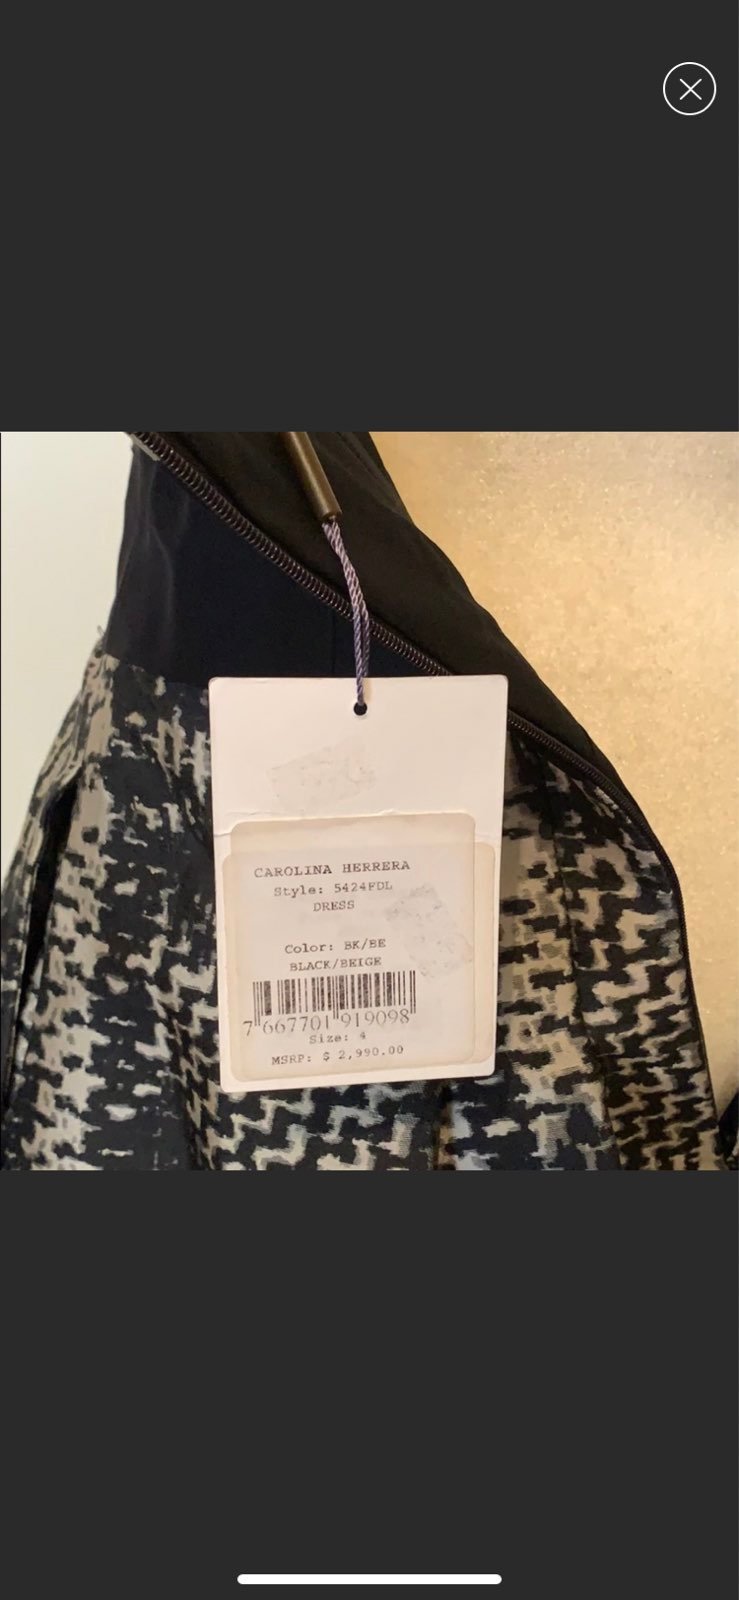 CAROLINA HERRERA
Style: 5424FDL
DRESS
Color: BK/BE
BLACK/BEIGE
7 667701 919098
Size: 4
MSRP: $ 2,990.00